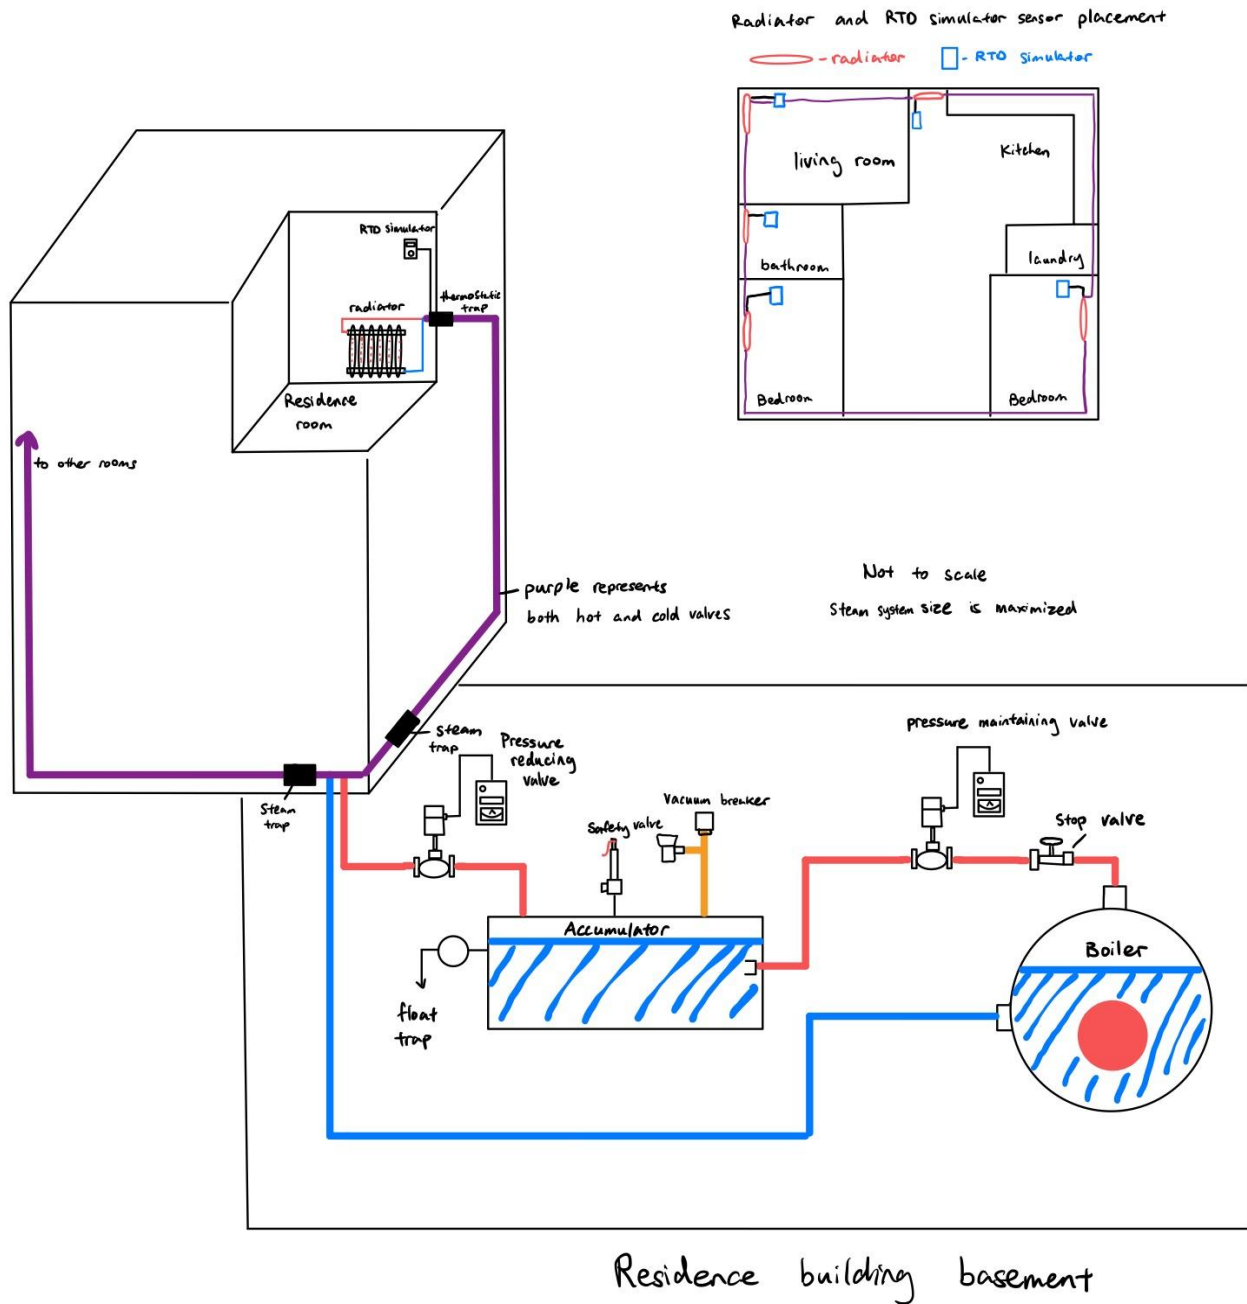 Radiator and RTD simulator sensor placement
- radiator
- RTD simulator
living room
Kitchen
bathroom
laundry
Bedroom
Bedroom
RTD simulator
thermostatic
trap
radiator
Residence
room
to other rooms
purple represents
both hot and cold valves
Not to scale
Steam system size is maximized
Steam
trap
Steam
trap
Pressure
reducing
valve
Safety valve
Vacuum breaker
pressure maintaining valve
Stop valve
Accumulator
Boiler
float
trap
Residence building basement